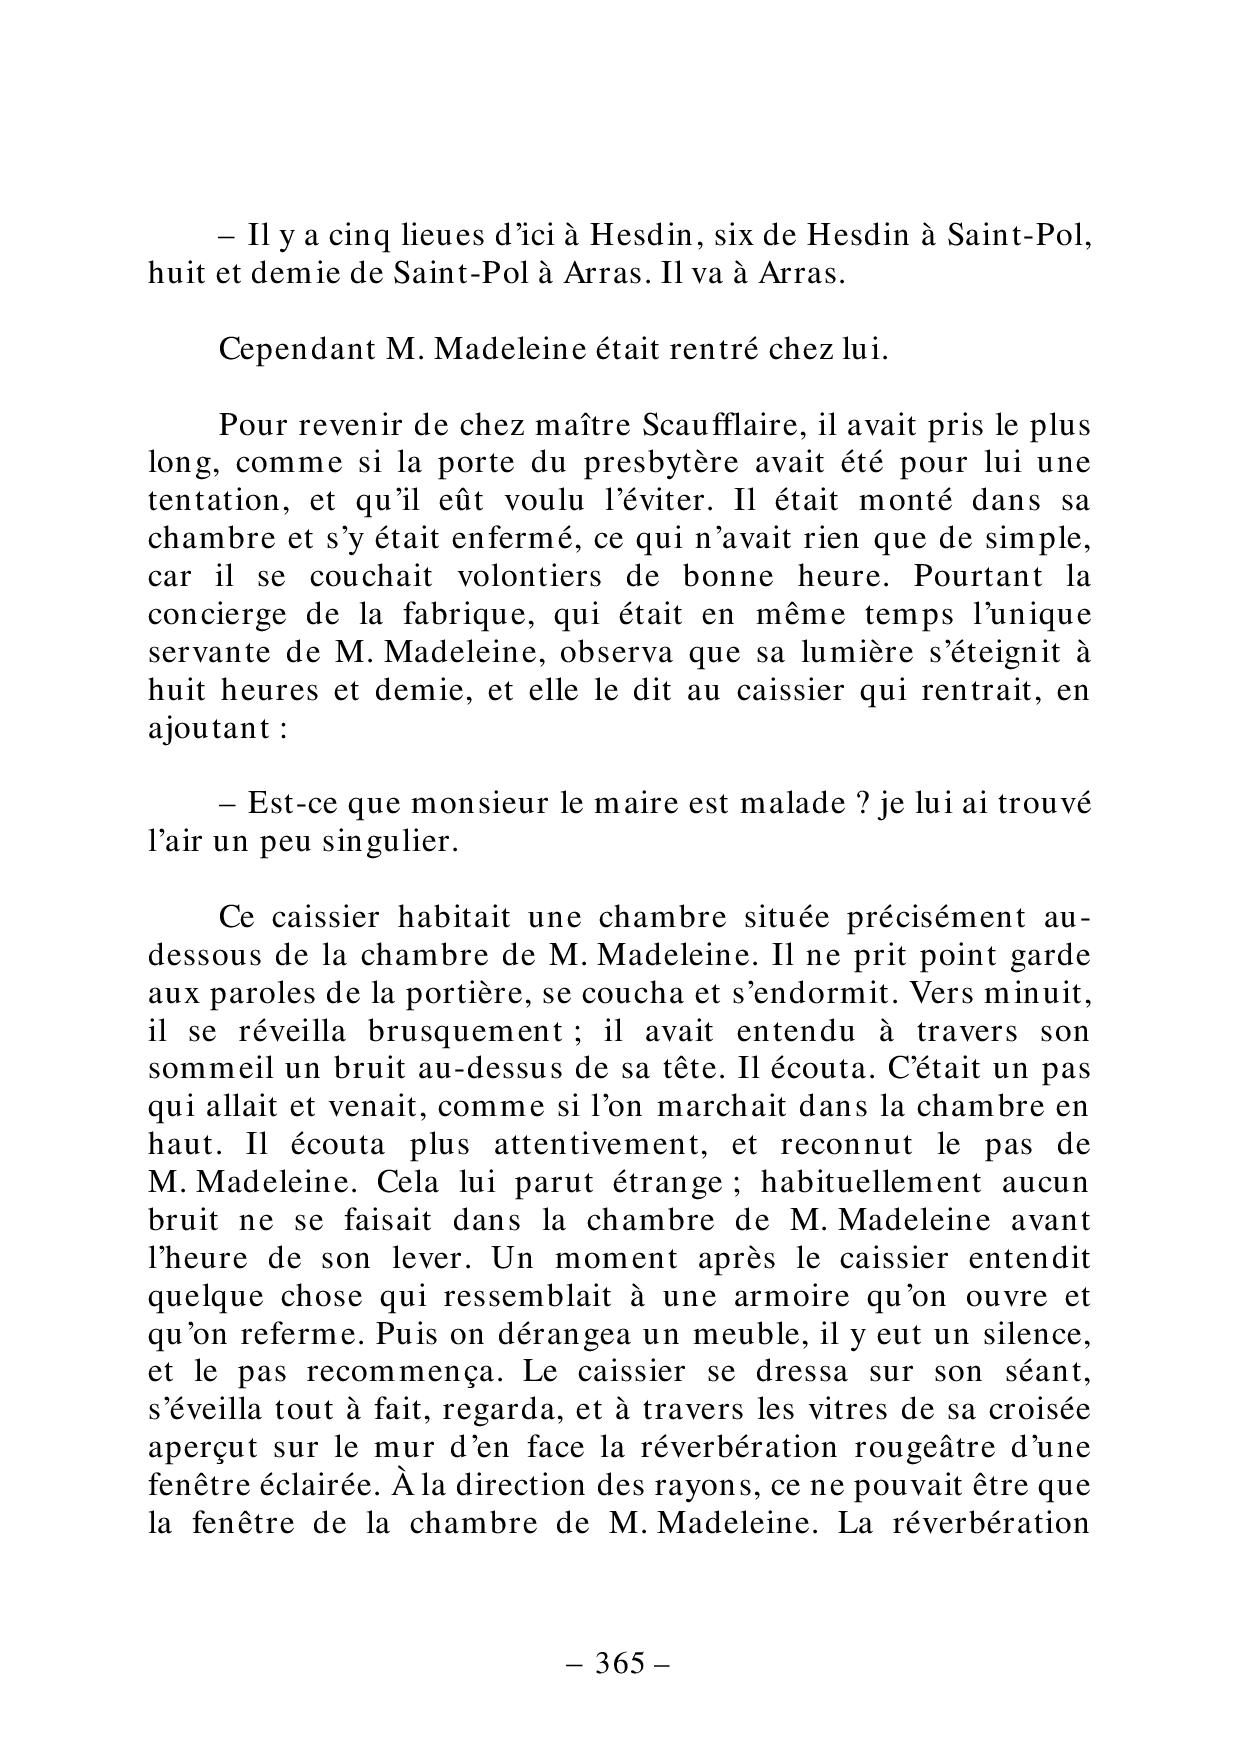 – Il y a cinq lieues d’ici à Hesdin, six de Hesdin à Saint-Pol,
huit et demie de Saint-Pol à Arras. Il va à Arras.
Cependant M. Madeleine était rentré chez lui.
Pour revenir de chez maître Scaufflaire, il avait pris le plus
long, comme si la porte du presbytère avait été pour lui une
tentation, et qu’il eût voulu l’éviter. Il était monté dans sa
chambre et s’y était enfermé, ce qui n’avait rien que de simple,
car il se couchait volontiers de bonne heure. Pourtant la
concierge de la fabrique, qui était en même temps l’unique
servante de M. Madeleine, observa que sa lumière s’éteignit à
huit heures et demie, et elle le dit au caissier qui rentrait, en
ajoutant :
– Est-ce que monsieur le maire est malade ? je lui ai trouvé
l’air un peu singulier.
Ce caissier habitait une chambre située précisément au-
dessous de la chambre de M. Madeleine. Il ne prit point garde
aux paroles de la portière, se coucha et s’endormit. Vers minuit,
il se réveilla brusquement ; il avait entendu à travers son
sommeil un bruit au-dessus de sa tête. Il écouta. C’était un pas
qui allait et venait, comme si l’on marchait dans la chambre en
haut. Il écouta plus attentivement, et reconnut le pas de
M. Madeleine. Cela lui parut étrange ; habituellement aucun
bruit ne se faisait dans la chambre de M. Madeleine avant
l’heure de son lever. Un moment après le caissier entendit
quelque chose qui ressemblait à une armoire qu’on ouvre et
qu’on referme. Puis on dérangea un meuble, il y eut un silence,
et le pas recommença. Le caissier se dressa sur son séant,
s’éveilla tout à fait, regarda, et à travers les vitres de sa croisée
aperçut sur le mur d’en face la réverbération rougeâtre d’une
fenêtre éclairée. À la direction des rayons, ce ne pouvait être que
la fenêtre de la chambre de M. Madeleine. La réverbération
– 365 –